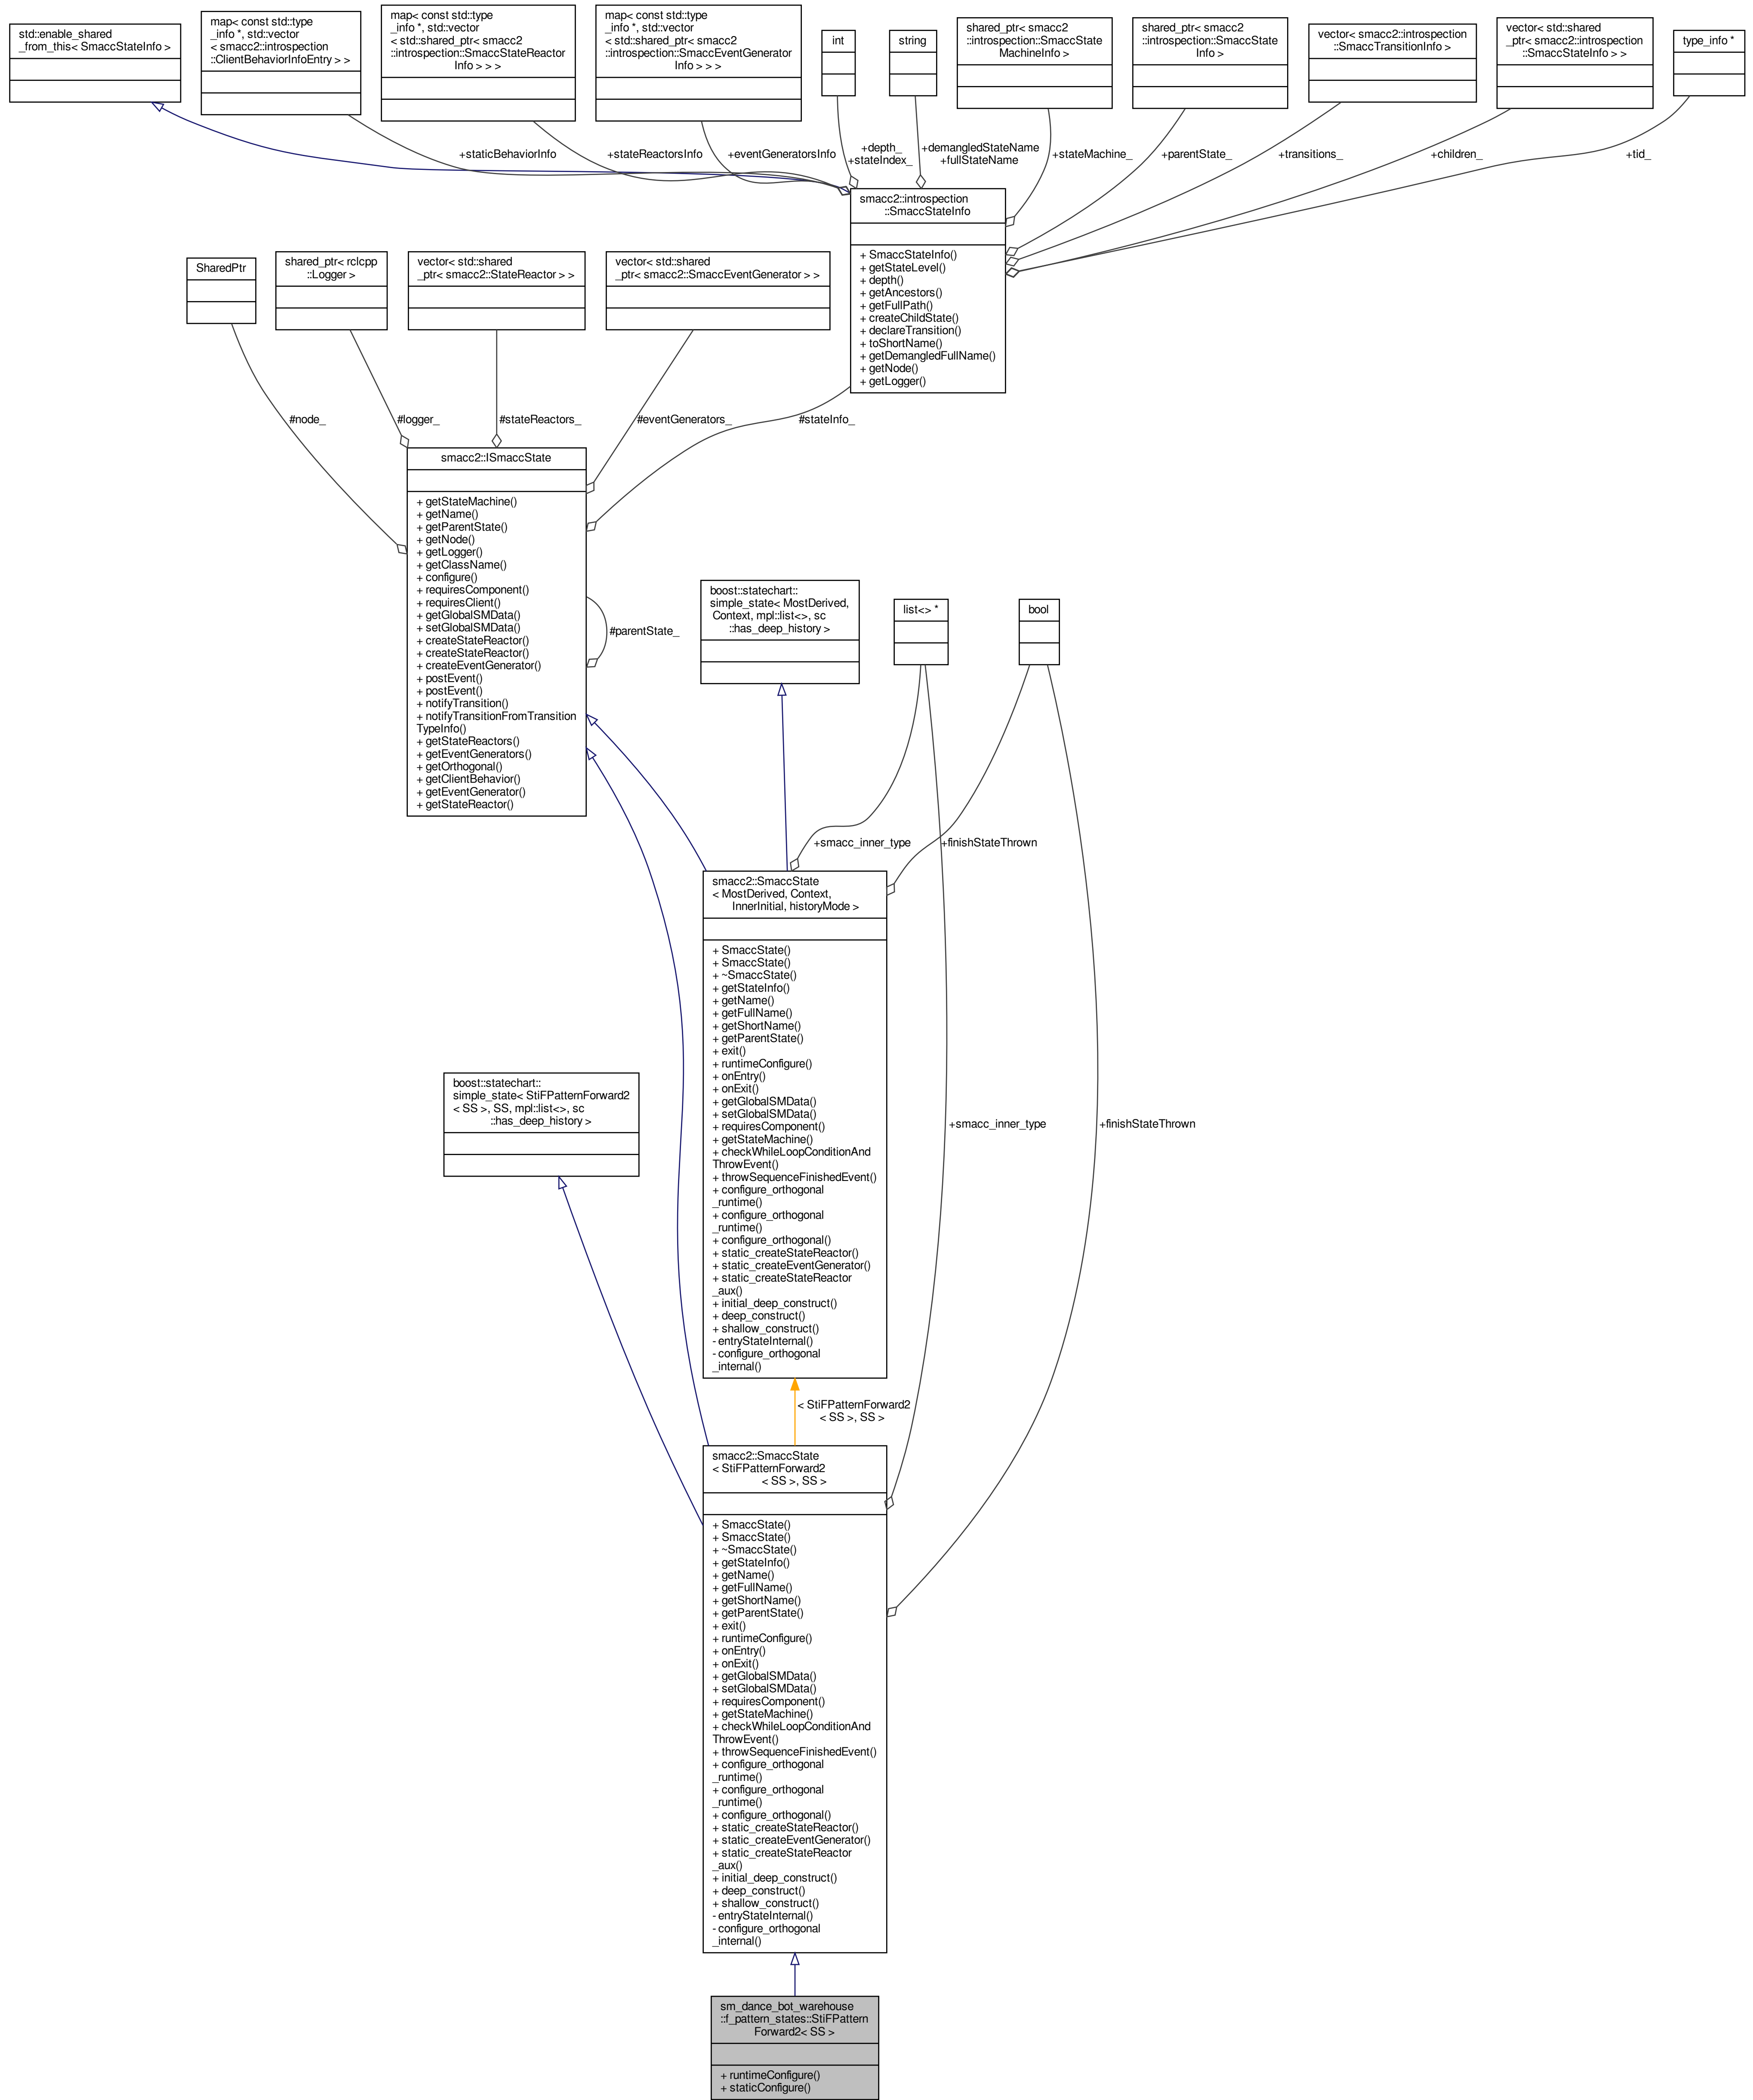 std::enable_shared
_from_this< SmaccStateInfo >
map< const std::type
_info *, std::vector
< smacc2::introspection
::ClientBehaviorInfoEntry > >
map< const std::type
_info *, std::vector
< std::shared_ptr< smacc2
::introspection::SmaccStateReactor
Info > > >
map< const std::type
_info *, std::vector
< std::shared_ptr< smacc2
::introspection::SmaccEventGenerator
Info > > >
int
string
shared_ptr< smacc2
::introspection::SmaccState
MachineInfo >
shared_ptr< smacc2
::introspection::SmaccState
Info >
vector< smacc2::introspection
::SmaccTransitionInfo >
vector< std::shared
_ptr< smacc2::introspection
::SmaccStateInfo > >
type_info *
+staticBehaviorInfo
+stateReactorsInfo
+eventGeneratorsInfo
+depth_
+stateIndex_
+demangledStateName
+fullStateName
+stateMachine_
+parentState_
+transitions_
+children_
+tid_
smacc2::introspection
::SmaccStateInfo
+ SmaccStateInfo()
+ getStateLevel()
+ depth()
+ getAncestors()
+ getFullPath()
+ createChildState()
+ declareTransition()
+ toShortName()
+ getDemangledFullName()
+ getNode()
+ getLogger()
SharedPtr
shared_ptr< rclcpp
::Logger >
vector< std::shared
_ptr< smacc2::StateReactor > >
vector< std::shared
_ptr< smacc2::SmaccEventGenerator > >
#node_
#logger_
#stateReactors_
#eventGenerators_
#stateInfo_
smacc2::ISmaccState
+ getStateMachine()
+ getName()
+ getParentState()
+ getNode()
+ getLogger()
+ getClassName()
+ configure()
+ requiresComponent()
+ requiresClient()
+ getGlobalSMData()
+ setGlobalSMData()
+ createStateReactor()
+ createStateReactor()
+ createEventGenerator()
+ postEvent()
+ postEvent()
+ notifyTransition()
+ notifyTransitionFromTransition
TypeInfo()
+ getStateReactors()
+ getEventGenerators()
+ getOrthogonal()
+ getClientBehavior()
+ getEventGenerator()
+ getStateReactor()
#parentState_
boost::statechart::
simple_state< MostDerived,
Context, mpl::list<>, sc
::has_deep_history >
list<> *
bool
+smacc_inner_type
+finishStateThrown
smacc2::SmaccState
< MostDerived, Context,
InnerInitial, historyMode >
+ SmaccState()
+ SmaccState()
+ ~SmaccState()
+ getStateInfo()
+ getName()
+ getFullName()
+ getShortName()
+ getParentState()
+ exit()
+ runtimeConfigure()
+ onEntry()
+ onExit()
+ getGlobalSMData()
+ setGlobalSMData()
+ requiresComponent()
+ getStateMachine()
+ checkWhileLoopConditionAnd
ThrowEvent()
+ throwSequenceFinishedEvent()
+ configure_orthogonal
_runtime()
+ configure_orthogonal
_runtime()
+ configure_orthogonal()
+ static_createStateReactor()
+ static_createEventGenerator()
+ static_createStateReactor
_aux()
+ initial_deep_construct()
+ deep_construct()
+ shallow_construct()
- entryStateInternal()
- configure_orthogonal
_internal()
boost::statechart::
simple_state< StiFPatternForward2
< SS >, SS, mpl::list<>, sc
::has_deep_history >
+smacc_inner_type
+finishStateThrown
< StiFPatternForward2
< SS >, SS >
smacc2::SmaccState
< StiFPatternForward2
< SS >, SS >
+ SmaccState()
+ SmaccState()
+ ~SmaccState()
+ getStateInfo()
+ getName()
+ getFullName()
+ getShortName()
+ getParentState()
+ exit()
+ runtimeConfigure()
+ onEntry()
+ onExit()
+ getGlobalSMData()
+ setGlobalSMData()
+ requiresComponent()
+ getStateMachine()
+ checkWhileLoopConditionAnd
ThrowEvent()
+ throwSequenceFinishedEvent()
+ configure_orthogonal
_runtime()
+ configure_orthogonal
_runtime()
+ configure_orthogonal()
+ static_createStateReactor()
+ static_createEventGenerator()
+ static_createStateReactor
_aux()
+ initial_deep_construct()
+ deep_construct()
+ shallow_construct()
- entryStateInternal()
- configure_orthogonal
_internal()
sm_dance_bot_warehouse
::f_pattern_states::StiFPattern
Forward2< SS >
+ runtimeConfigure()
+ staticConfigure()